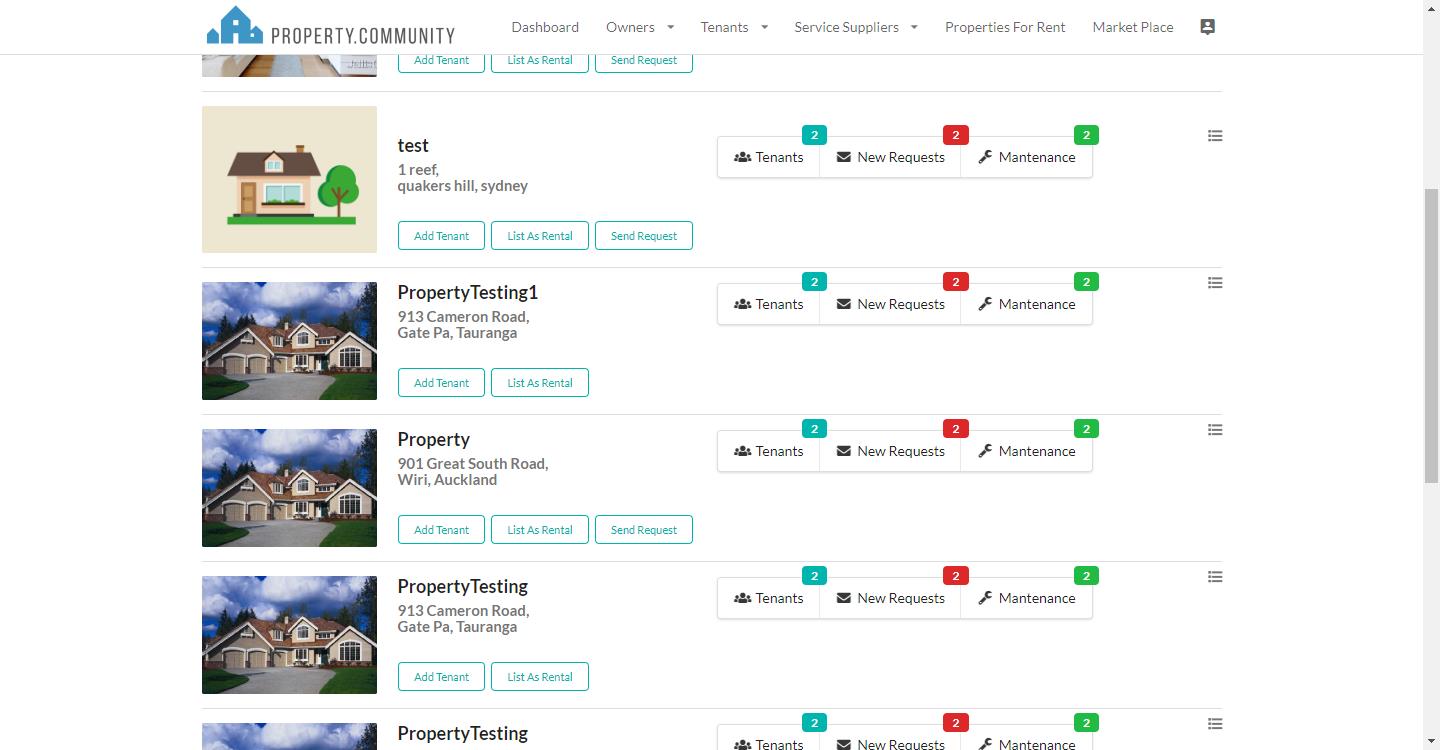 PROPERTY.COMMUNITY
Dashboard Owners Tenants Service Suppliers Properties For Rent Market Place
Add Tenant List As Rental Send Request
test
1 reef,
quakers hill, sydney
2 2 2
Tenants New Requests Mantenance
Add Tenant List As Rental Send Request
PropertyTesting1
913 Cameron Road,
Gate Pa, Tauranga
2 2 2
Tenants New Requests Mantenance
Add Tenant List As Rental
Property
901 Great South Road,
Wiri, Auckland
2 2 2
Tenants New Requests Mantenance
Add Tenant List As Rental Send Request
PropertyTesting
913 Cameron Road,
Gate Pa, Tauranga
2 2 2
Tenants New Requests Mantenance
Add Tenant List As Rental
PropertyTesting
2 2 2
Tenants New Requests Mantenance